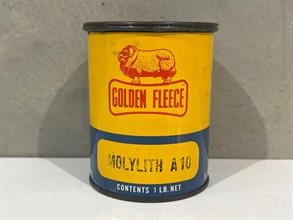 GOLDEN FLEECE
MOLYLITH A10
CONTENTS 1 LB. NET